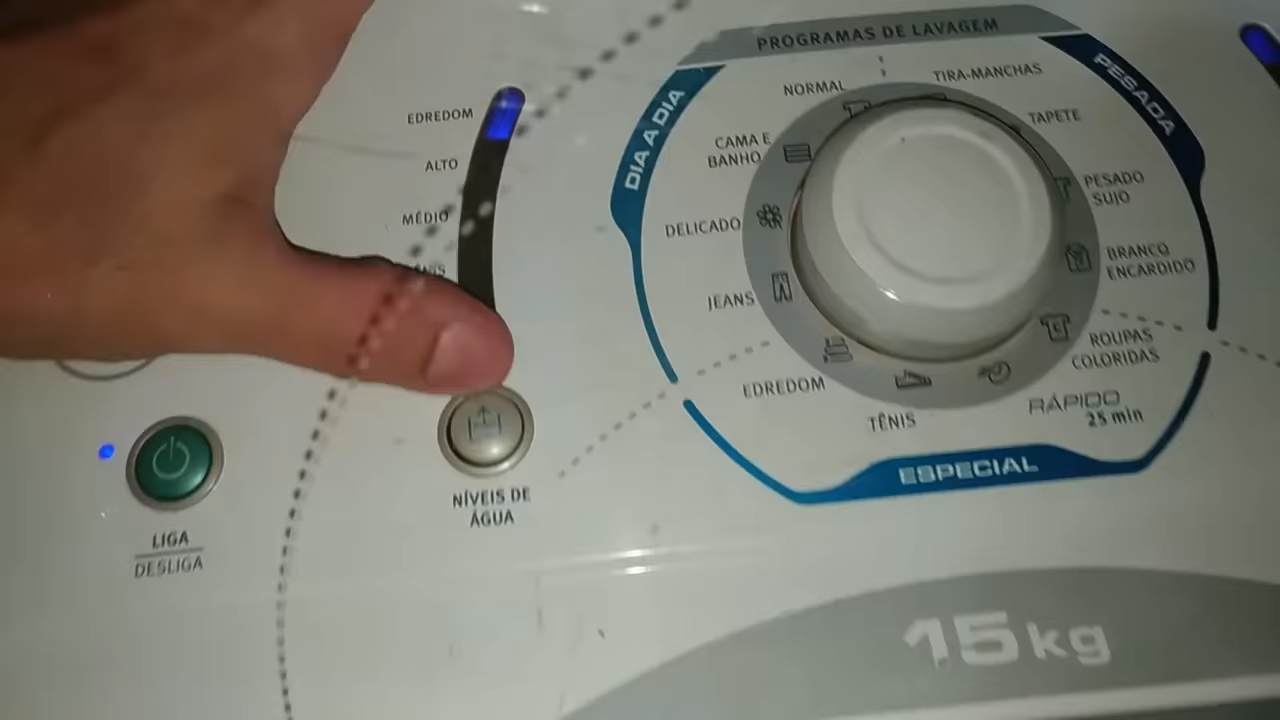 PROGRAMAS DE LAVAGEM
DIA A DIA
PESADA
NORMAL
TIRA-MANCHAS
CAMA E
BANHO
TAPETE
DELICADO
PESADO
SUJO
JEANS
BRANCO
ENCARDIDO
EDREDOM
ROUPAS
COLORIDAS
TÊNIS
RÁPIDO
25 min
ESPECIAL
EDREDOM
ALTO
MÉDIO
NÍVEIS DE
ÁGUA
LIGA
DESLIGA
15kg